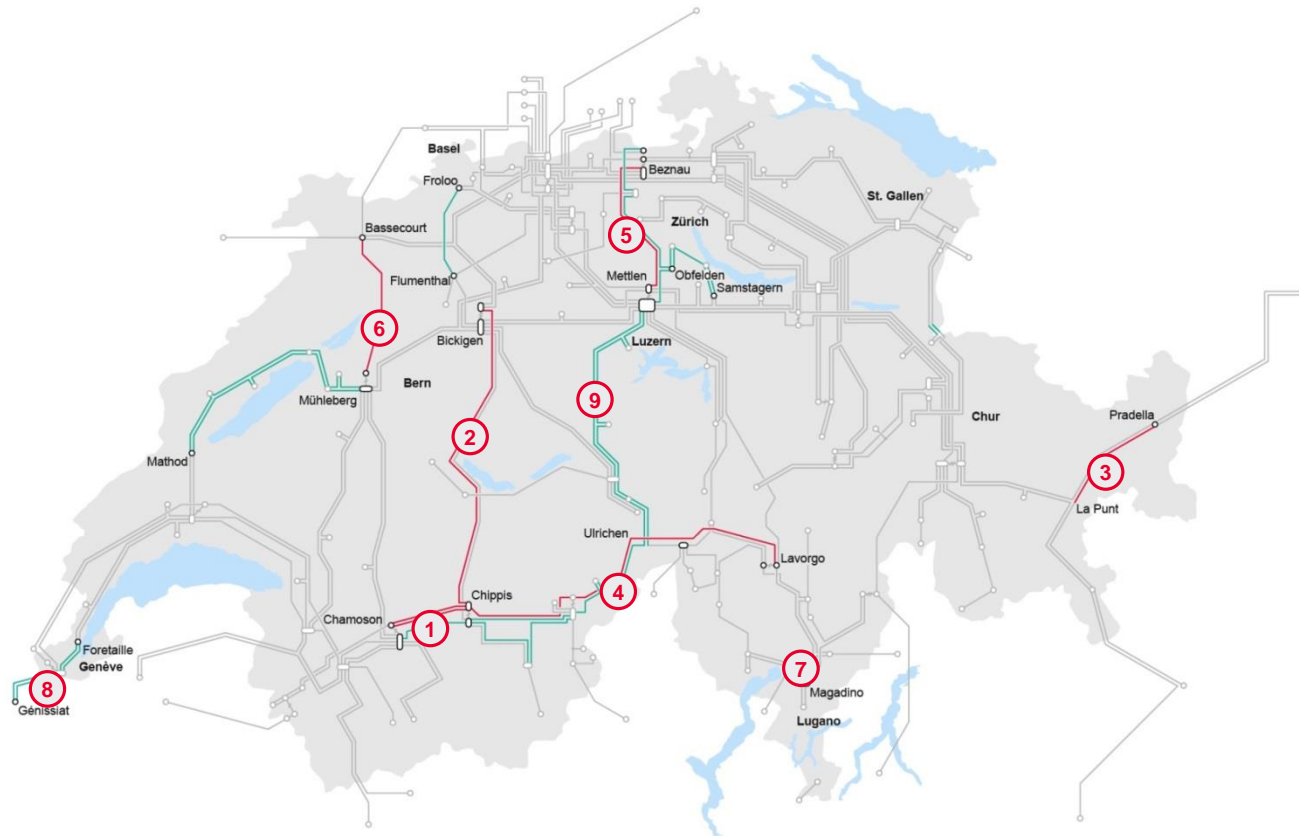 Basel
Froloo
Beznau
St. Gallen
Bassecourt
Zürich
5
Flumenthal
Mettlen
Obfelden
Samstagern
6
Bickigen
Luzern
Bern
Mühleberg
9
Chur
Pradella
2
Mathod
3
La Punt
Ulrichen
Lavorgo
4
Chippis
Chamoson
1
Foretaille
Genève
7
8
Magadino
Génissiat
Lugano